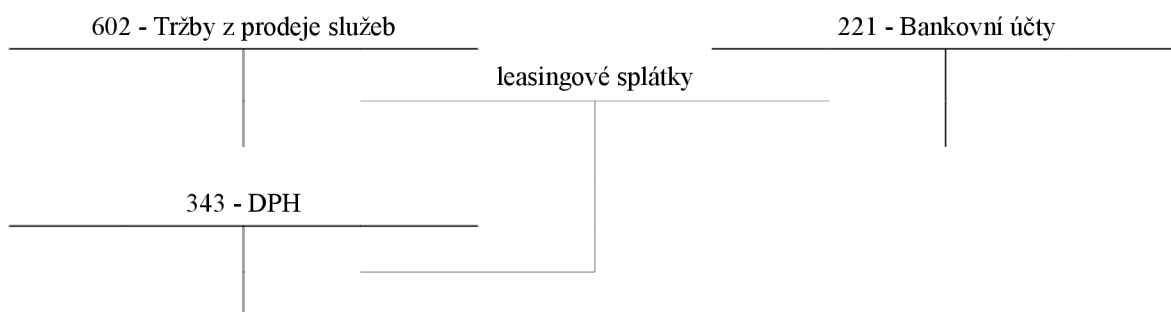 602 - Tržby z prodeje služeb
221 - Bankovní účty
leasingové splátky
343 - DPH